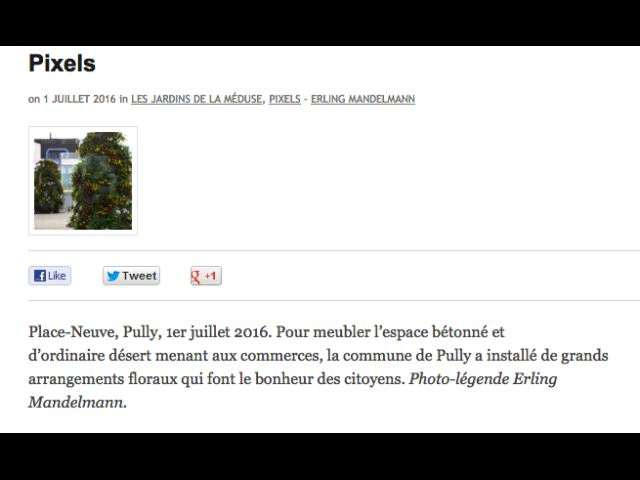 Pixels
on 1 JUILLET 2016 in LES JARDINS DE LA MÉDUSE, PIXELS - ERLING MANDELMANN
Like
Tweet
+1
Place-Neuve, Pully, 1er juillet 2016. Pour meubler l’espace bétonné et
d’ordinaire désert menant aux commerces, la commune de Pully a installé de grands
arrangements floraux qui font le bonheur des citoyens. Photo-légende Erling
Mandelmann.